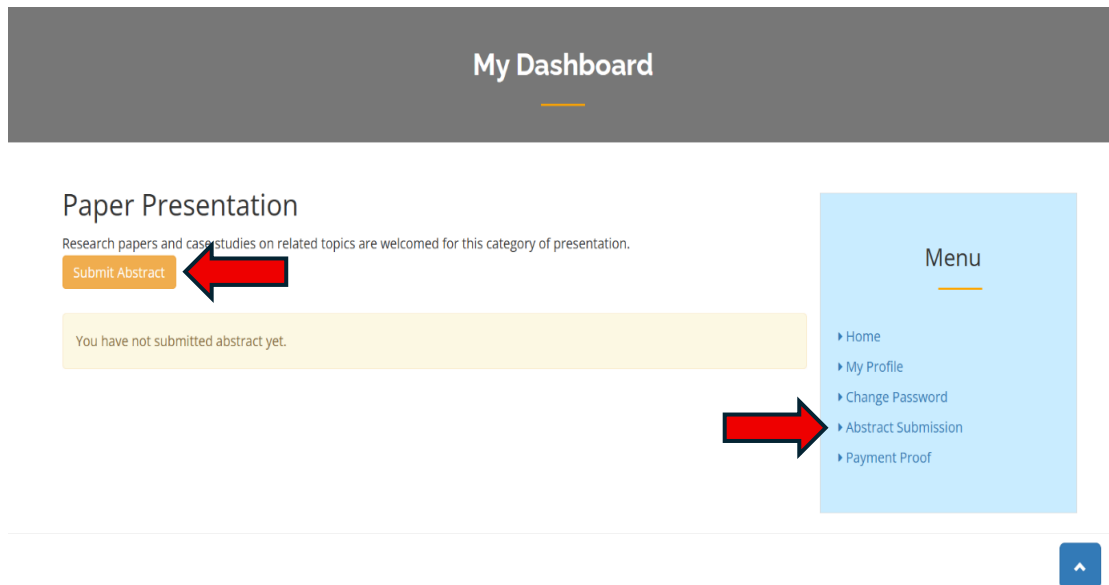 My Dashboard
Paper Presentation
Research papers and case studies on related topics are welcomed for this category of presentation.
Submit Abstract
You have not submitted abstract yet.
Menu
Home
My Profile
Change Password
Abstract Submission
Payment Proof